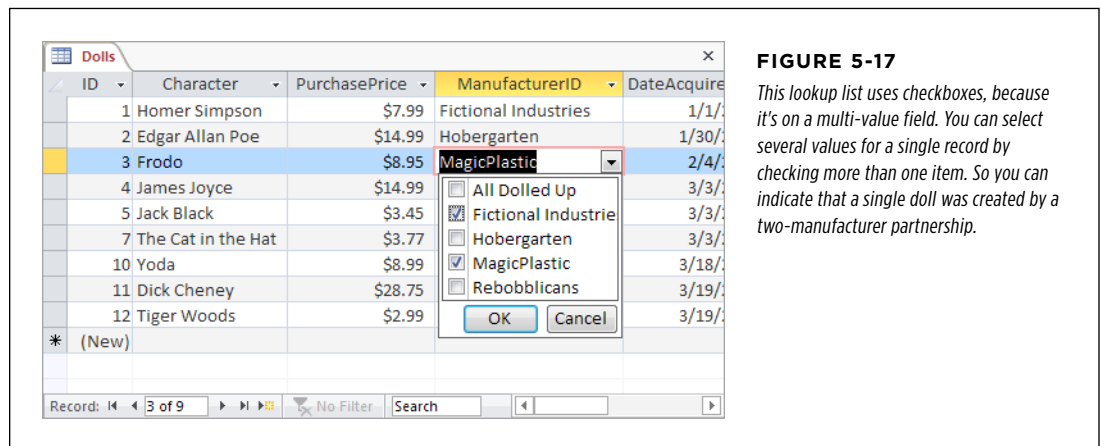 Dolls
ID Character PurchasePrice ManufacturerID DateAcquire
1 Homer Simpson $7.99 Fictional Industries 1/1/
2 Edgar Allan Poe $14.99 Hobergarten 1/30/
3 Frodo $8.95 MagicPlastic 2/4/
4 James Joyce $14.99 3/3/
5 Jack Black $3.45 3/3/
7 The Cat in the Hat $3.77 3/3/
10 Yoda $8.99 3/18/
11 Dick Cheney $28.75 3/19/
12 Tiger Woods $2.99 3/19/
(New)
All Dolled Up
Fictional Industrie
Hobergarten
MagicPlastic
Rebobblicans
OK Cancel
Record: 3 of 9 No Filter Search
FIGURE 5-17
This lookup list uses checkboxes, because
it's on a multi-value field. You can select
several values for a single record by
checking more than one item. So you can
indicate that a single doll was created by a
two-manufacturer partnership.